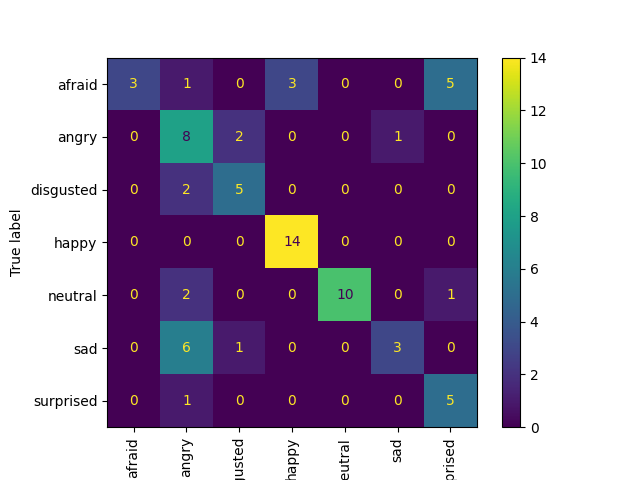 afraid 3 1 0 3 0 0 5
angry 0 8 2 0 0 1 0
disgusted 0 2 5 0 0 0 0
happy 0 0 0 14 0 0 0
neutral 0 2 0 0 10 0 1
sad 0 6 1 0 0 3 0
surprised 0 1 0 0 0 0 5
True label
afraid
angry
gusted
happy
eutral
sad
prised
14
12
10
8
6
4
2
0